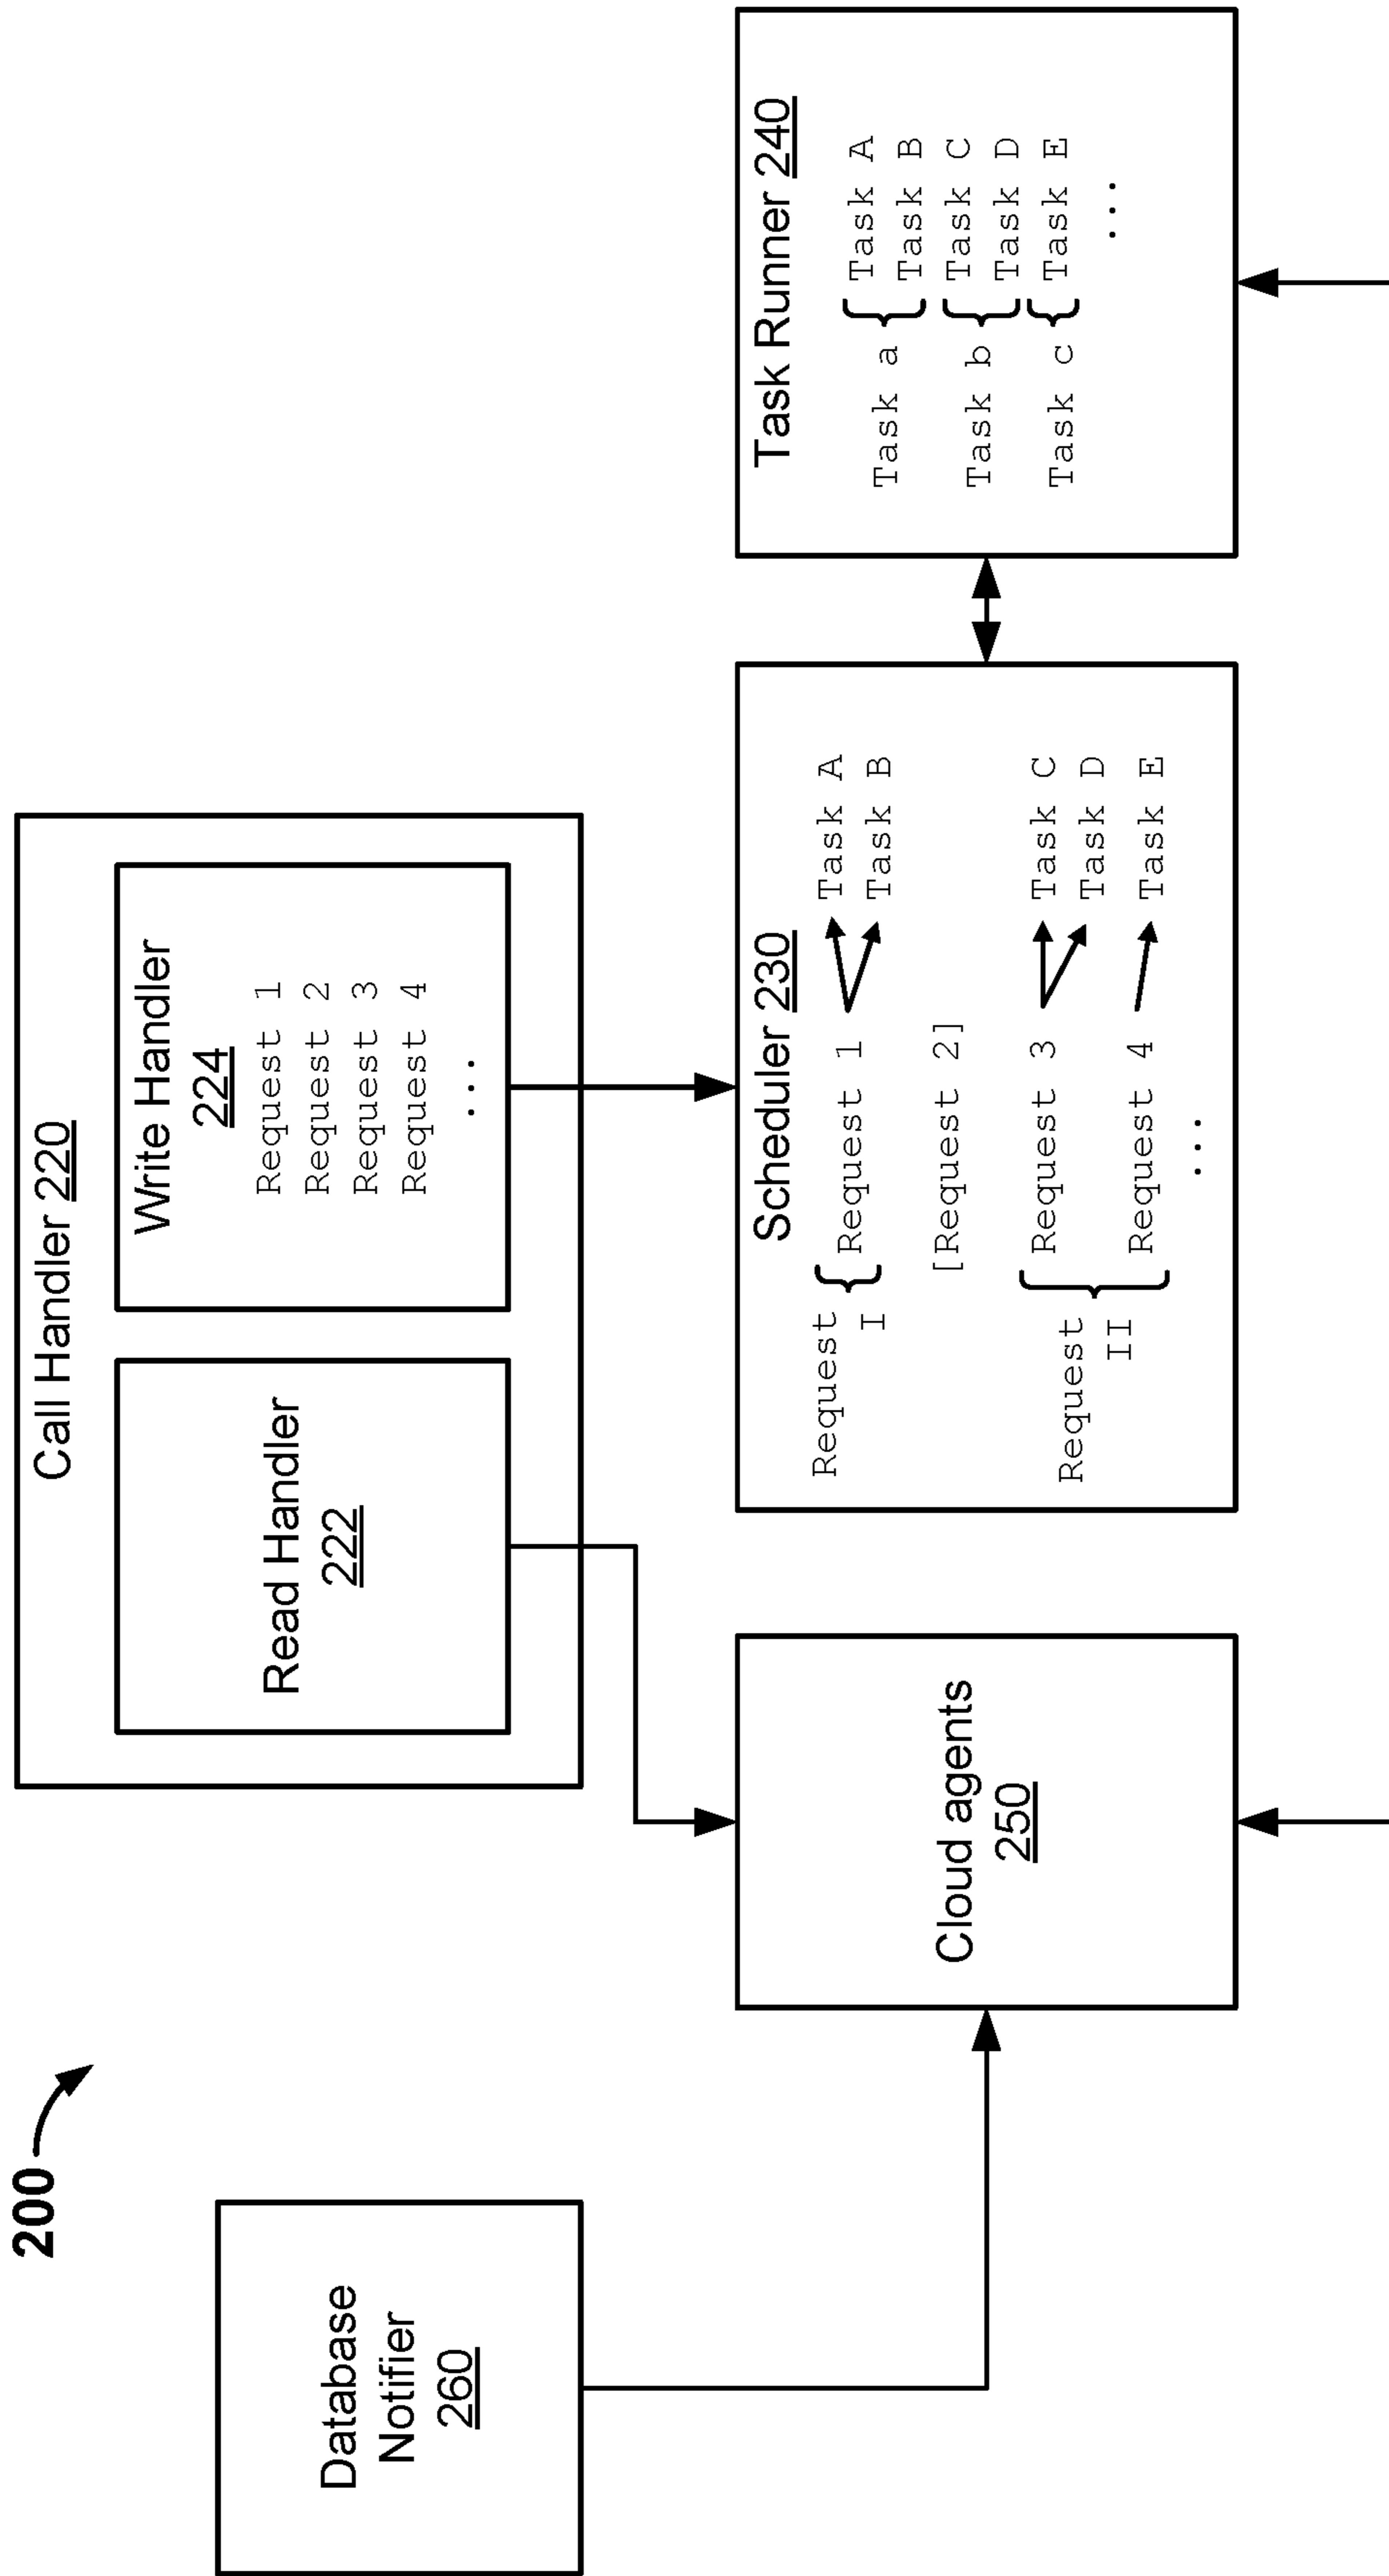 200
Call Handler 220
Read Handler
222
Write Handler
224
Request 1
Request 2
Request 3
Request 4
...
Database
Notifier
260
Cloud agents
250
Scheduler 230
Request
I
Request 1
Task A
Task B
[Request 2]
Request
II
Request 3
Task C
Task D
Request 4
Task E
...
Task Runner 240
Task a
Task A
Task B
Task b
Task C
Task D
Task c
Task E
...